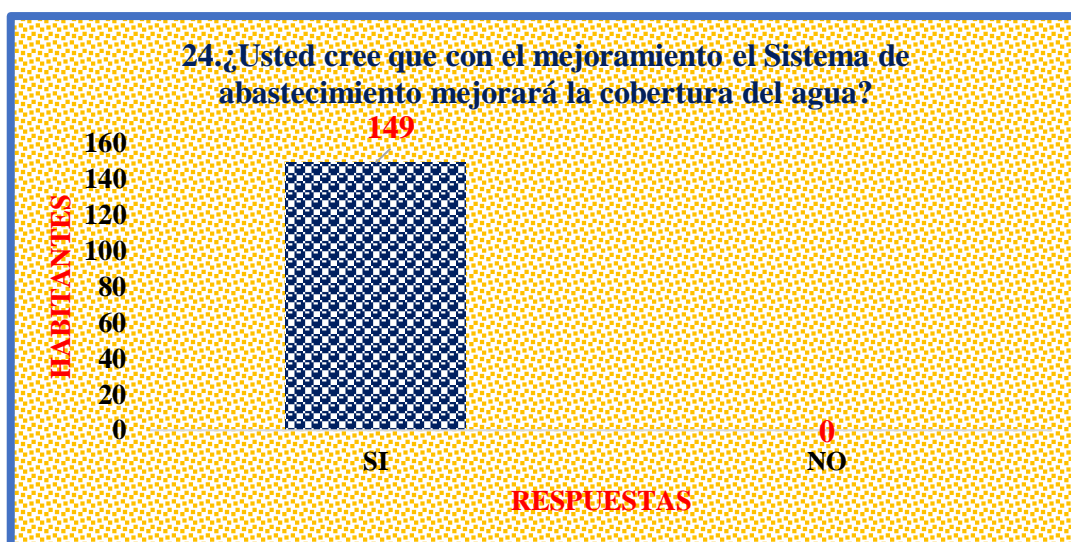 24.¿Usted cree que con el mejoramiento el Sistema de
abastecimiento mejorará la cobertura del agua?
149
160
140
120
100
80
60
40
20
0
HABITANTES
0
SI
NO
RESPUESTAS